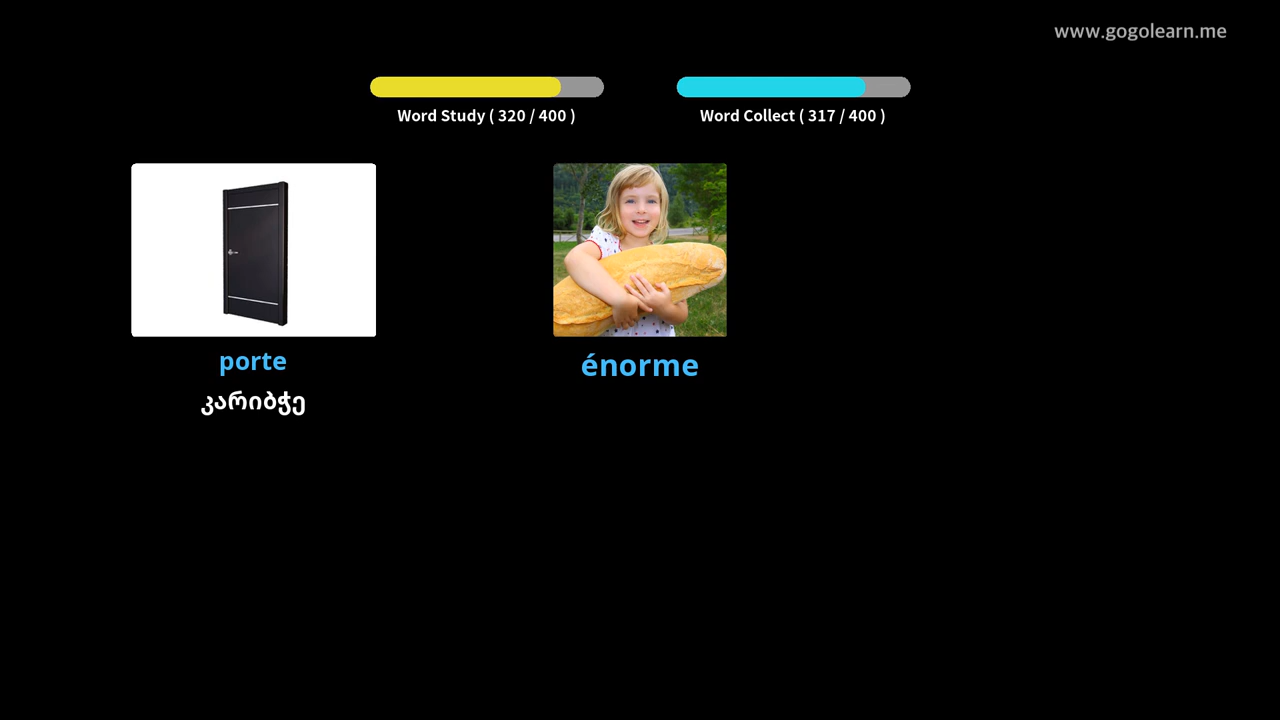 www.gogolearn.me
Word Study ( 320 / 400 )
Word Collect ( 317 / 400 )
porte
კარიბჭე
énorme